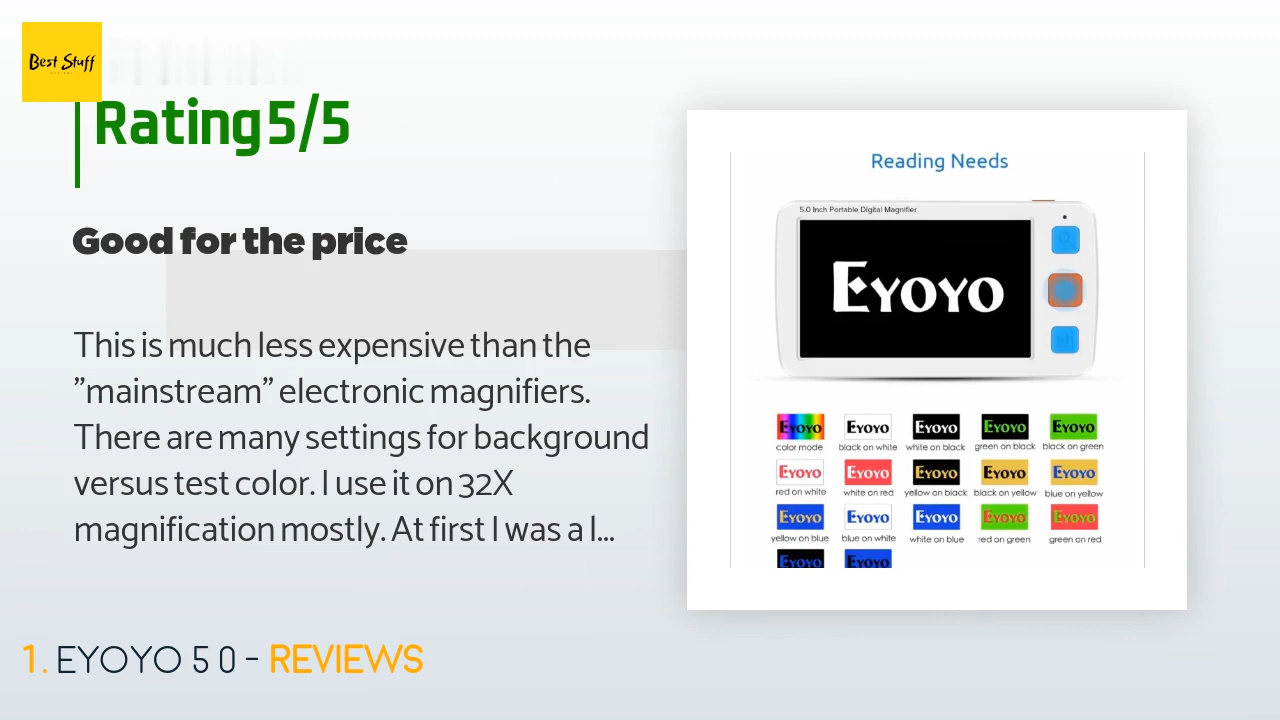 Best Stuff
Rating 5/5
Good for the price
This is much less expensive than the
"mainstream" electronic magnifiers.
There are many settings for background
versus test color. I use it on 32X
magnification mostly. At first I was a l...
Reading Needs
5.0 Inch Portable Digital Magnifier
EYOYO
EYOYO EYOYO EYOYO EYOYO EYOYO
color mode black on white white on black green on black black on green
EYOYO EYOYO EYOYO EYOYO EYOYO
red on white white on red yellow on black black on yellow blue on yellow
EYOYO EYOYO EYOYO EYOYO EYOYO
yellow on blue blue on white white on blue red on green green on red
EYOYO EYOYO
1. EYOYO 5 0 - REVIEWS